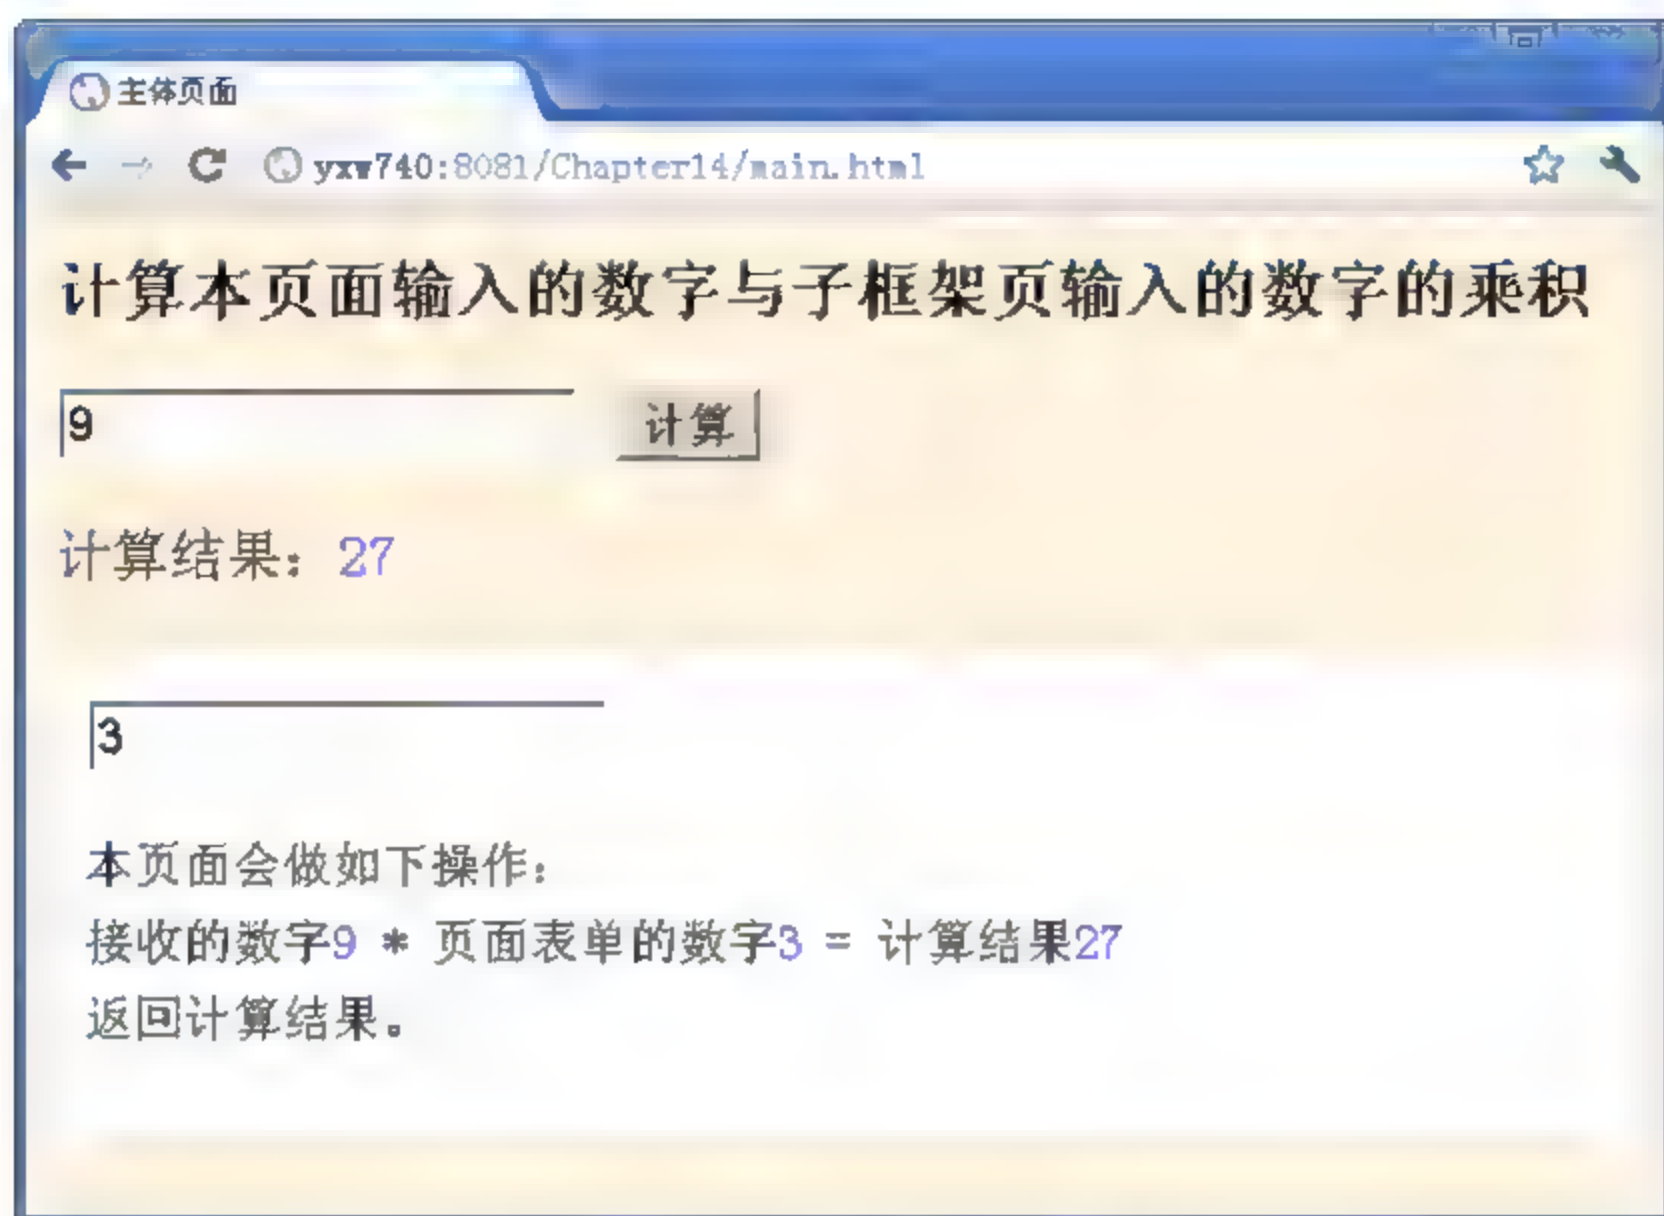 主体页面
yxw740:8081/Chapter14/main.html
计算本页面输入的数字与子框架页输入的数字的乘积
9 计算
计算结果：27
3
本页面会做如下操作：
接收的数字9 * 页面表单的数字3 = 计算结果27
返回计算结果。